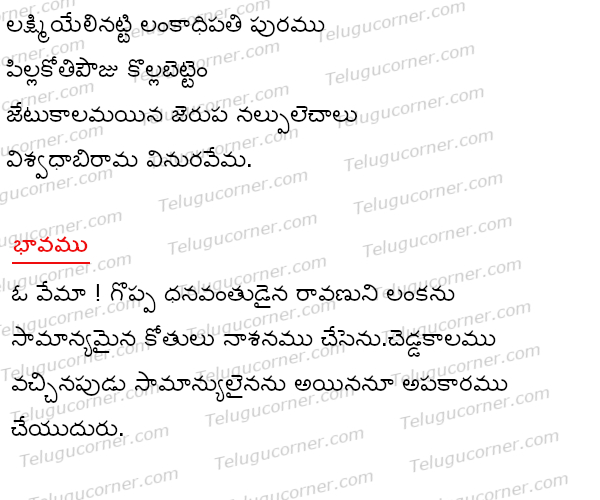 లక్ష్మియేలినట్టి లంకాధిపతి పురము
పిల్లకోతిపౌజు కొల్లబెట్టెం
జేటుకాలమయిన జెరుప నల్పులెచాలు
విశ్వధాబిరామ వినురవేమ.
భావము
ఓ వేమా ! గొప్ప ధనవంతుడైన రావణుని లంకను
సామాన్యమైన కోతులు నాశనము చేసెను.చెడ్డకాలము
వచ్చినపుడు సామాన్యులైనను అయిననూ అపకారము
చేయుదురు.
Telugucorner.com